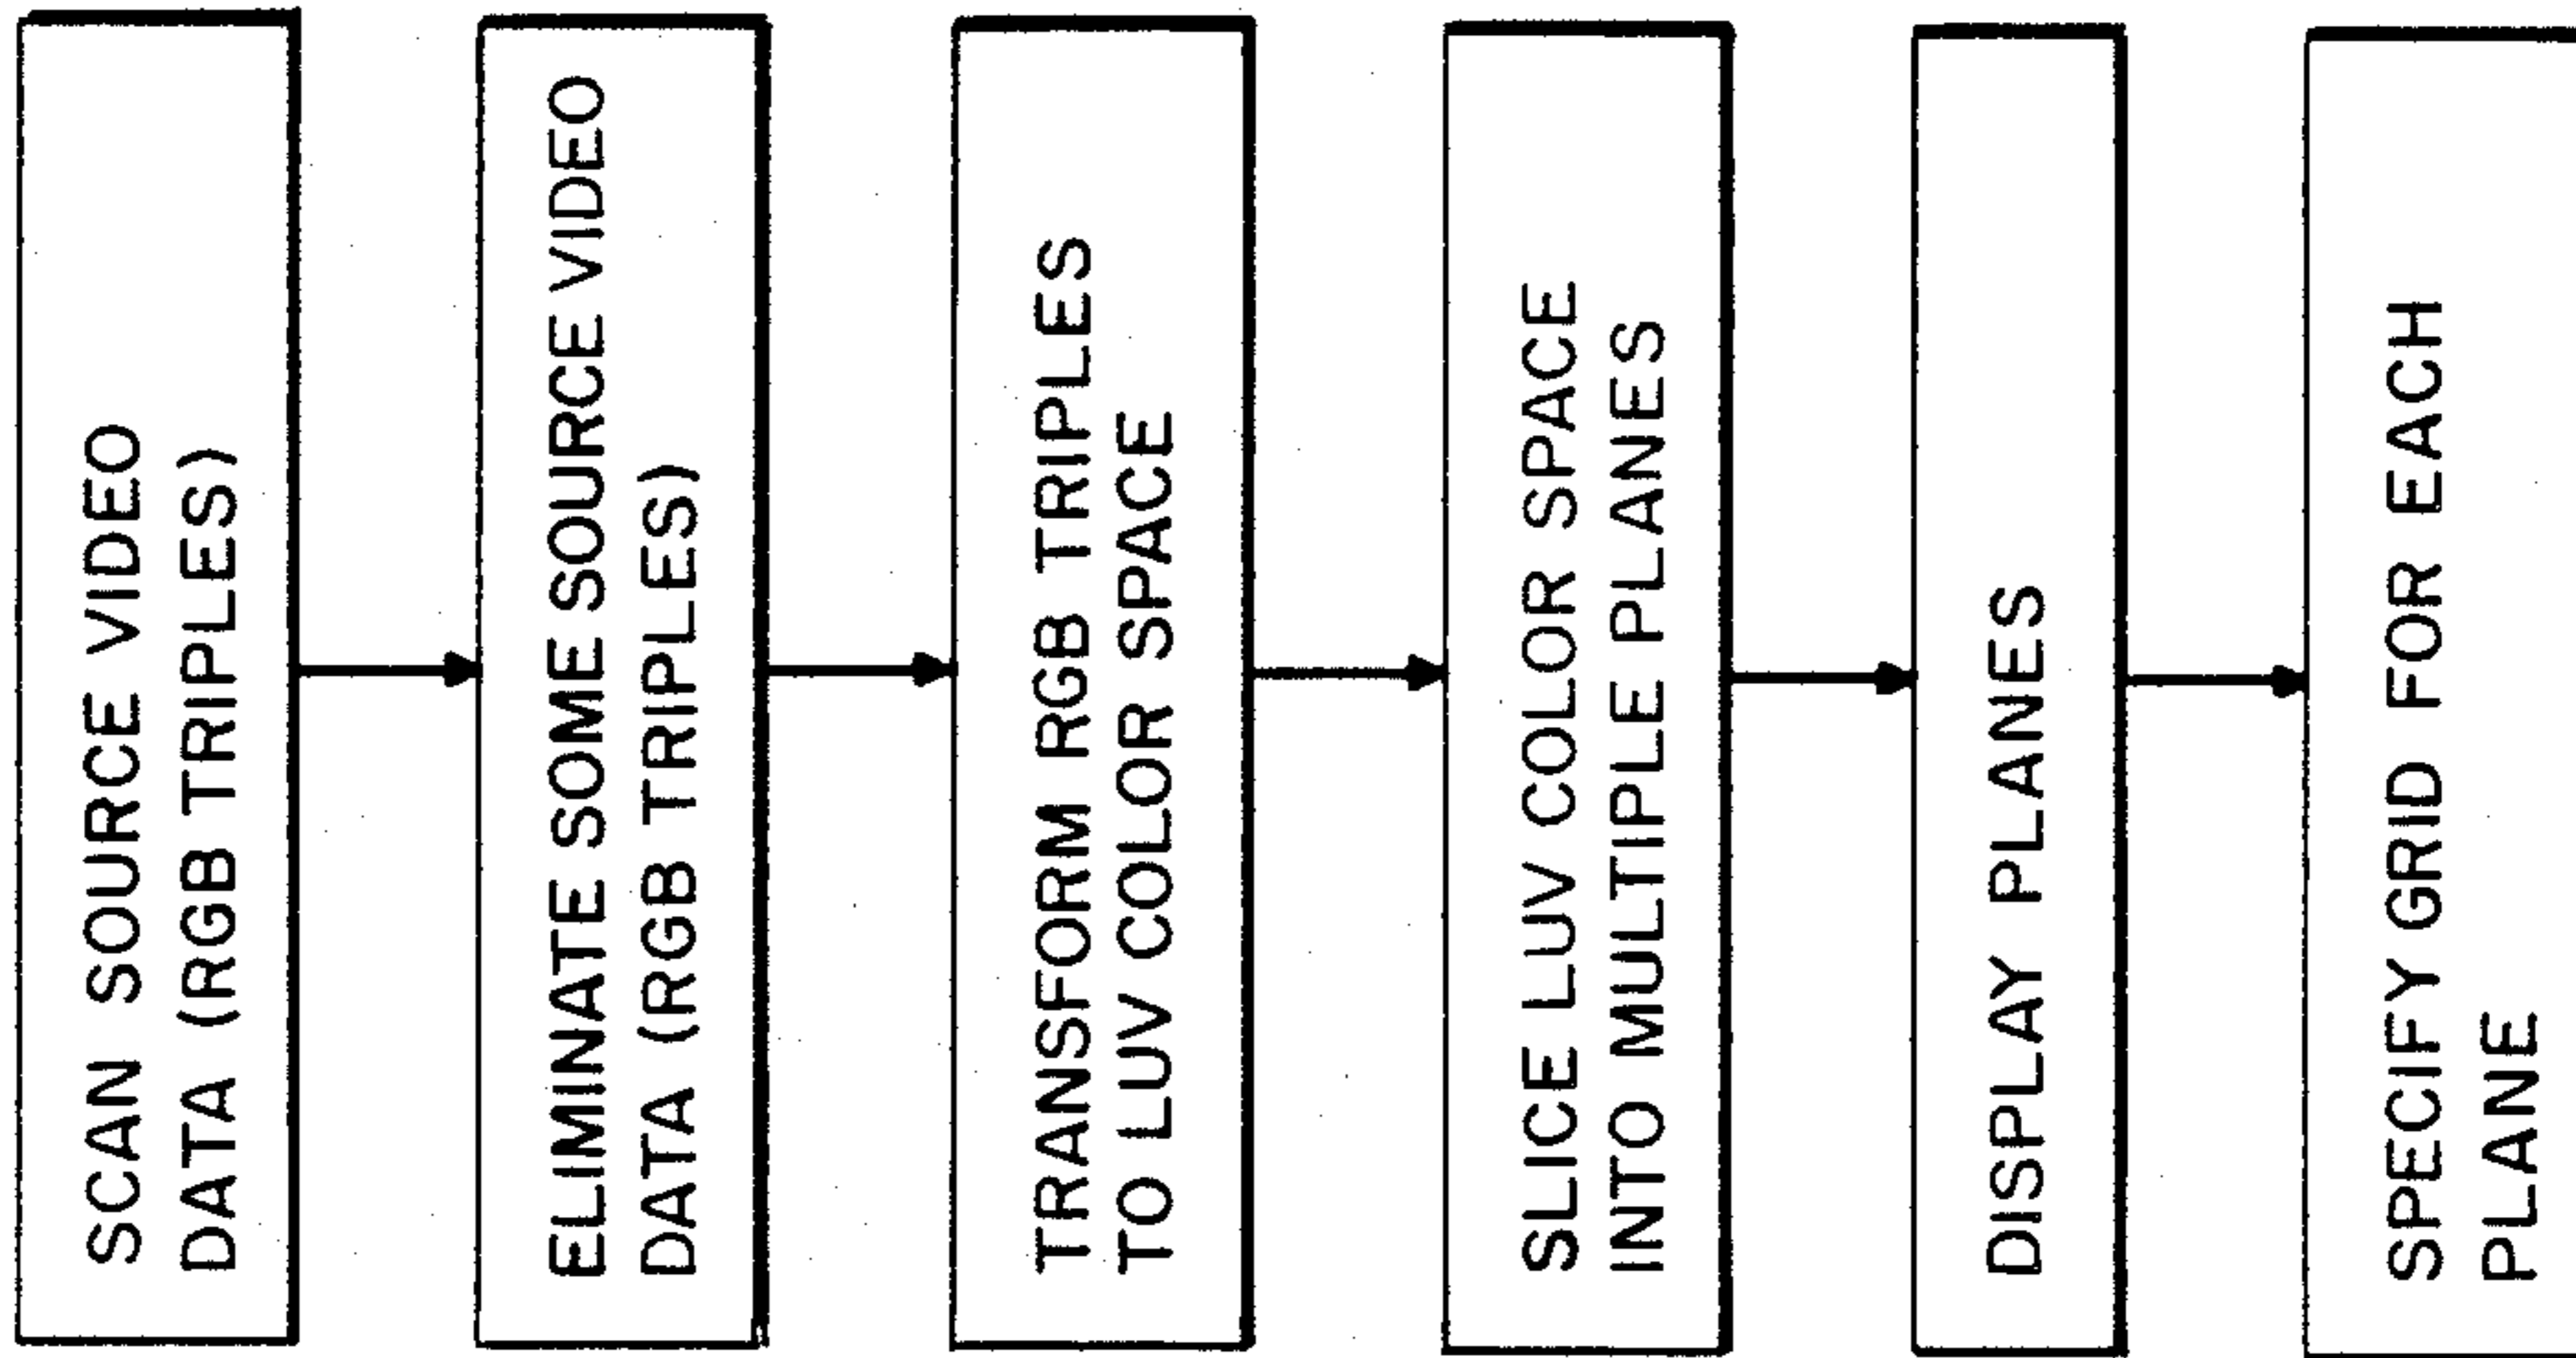 SCAN SOURCE VIDEO
DATA (RGB TRIPLES)
ELIMINATE SOME SOURCE VIDEO
DATA (RGB TRIPLES)
TRANSFORM RGB TRIPLES
TO LUV COLOR SPACE
SLICE LUV COLOR SPACE
INTO MULTIPLE PLANES
DISPLAY PLANES
SPECIFY GRID FOR EACH
PLANE